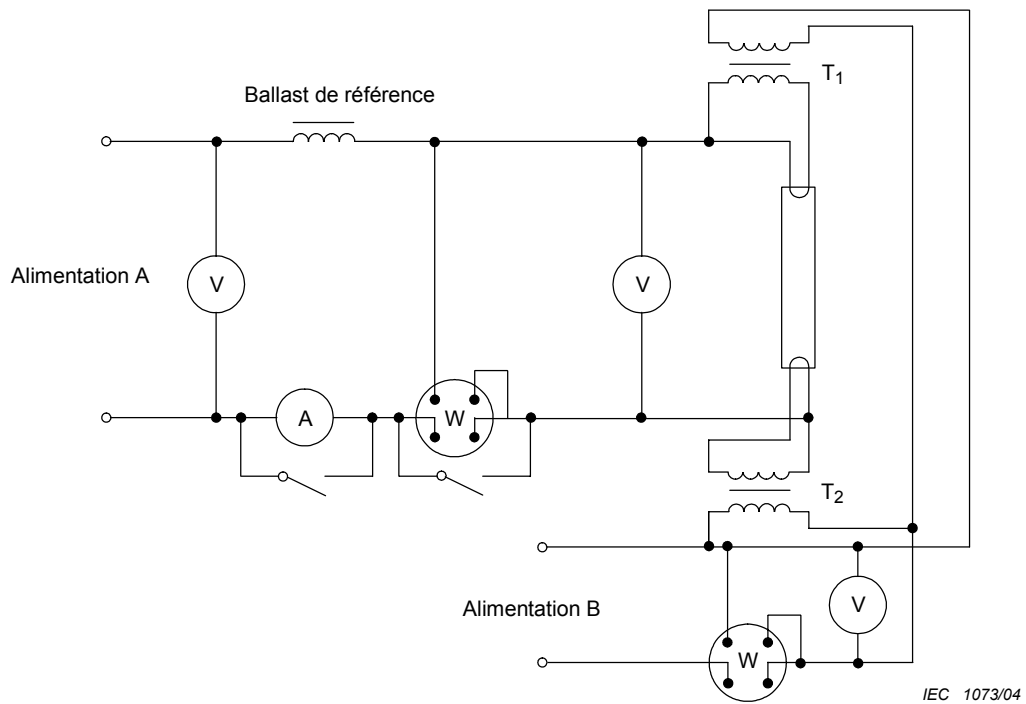 T1
Ballast de référence
Alimentation A
V
V
A
W
T2
Alimentation B
V
W
IEC 1073/04